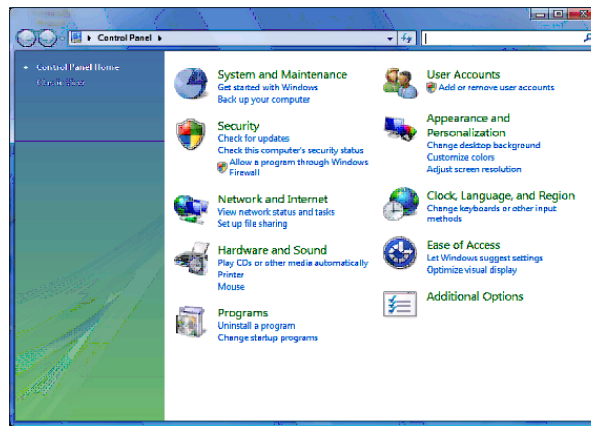 Control Panel
Control Panel Home
Classic View
System and Maintenance
Get started with Windows
Back up your computer
Security
Check for updates
Check this computer's security status
Allow a program through Windows
Firewall
Network and Internet
View network status and tasks
Set up file sharing
Hardware and Sound
Play CDs or other media automatically
Printer
Mouse
Programs
Uninstall a program
Change startup programs
User Accounts
Add or remove user accounts
Appearance and
Personalization
Change desktop background
Customize colors
Adjust screen resolution
Clock, Language, and Region
Change keyboards or other input
methods
Ease of Access
Let Windows suggest settings
Optimize visual display
Additional Options